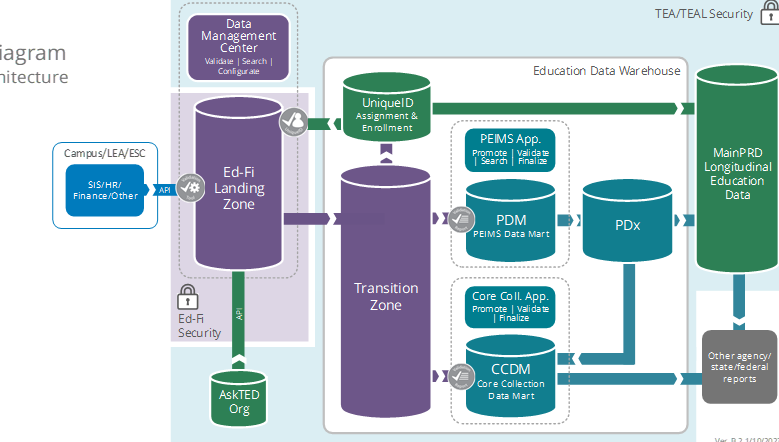 iagram
hitecture
TEA/TEAL Security
Data
Management
Center
Validate | Search |
Configurate
Education Data Warehouse
UniqueID
Assignment &
Enrollment
PEIMS App.
Promote | Validate
| Search | Finalize
MainPRD
Longitudinal
Education
Data
Campus/LEA/ESC
SIS/HR/
Finance/Other
API
Ed-Fi
Landing
Zone
PDM
PEIMS Data Mart
PDx
Transition
Zone
Core Coll. App.
Promote | Validate
| Finalize
Ed-Fi
Security
API
CCDM
Core Collection
Data Mart
Other agency/
state/federal
reports
AskTED
Org